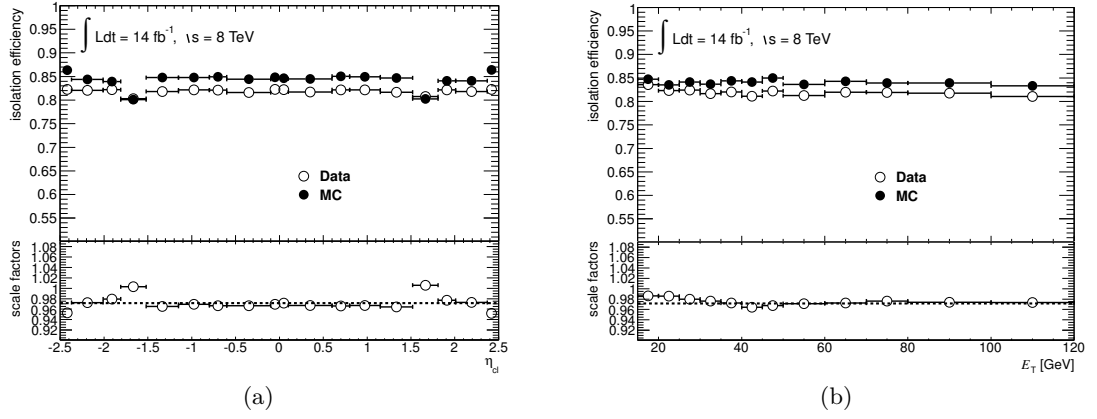 ∫ Ldt = 14 fb⁻¹, √s = 8 TeV
isolation efficiency
1
0.95
0.9
0.85
0.8
0.75
0.7
0.65
0.6
0.55
Data
MC
scale factors
1.08
1.06
1.04
1.02
1.00
0.98
0.96
0.94
0.92
-2.5 -2 -1.5 -1 -0.5 0 0.5 1 1.5 2 2.5
η_cl
(a)
∫ Ldt = 14 fb⁻¹, √s = 8 TeV
isolation efficiency
1
0.95
0.9
0.85
0.8
0.75
0.7
0.65
0.6
0.55
Data
MC
scale factors
1.08
1.06
1.04
1.02
1
0.98
0.96
0.94
0.92
20 40 60 80 100 120
E_T [GeV]
(b)